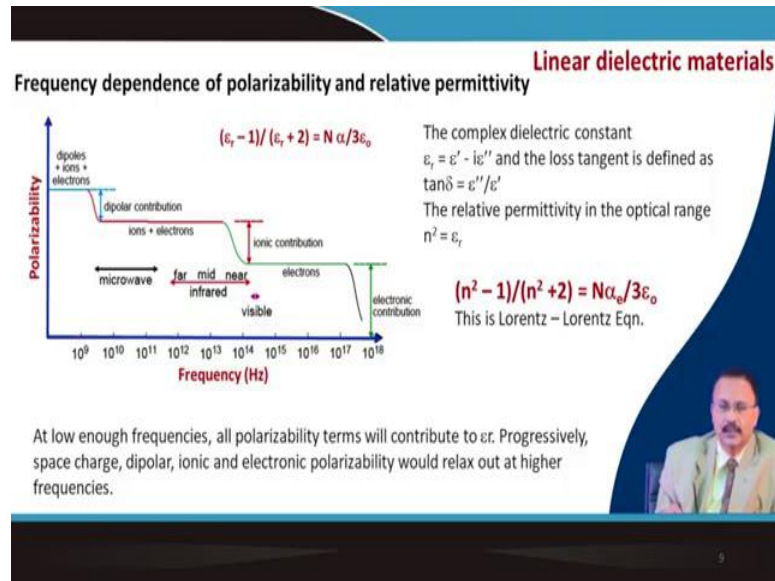 Linear dielectric materials
Frequency dependence of polarizability and relative permittivity
(εr – 1)/ (εr + 2) = N α/3εo
dipoles
+ ions +
electrons
dipolar contribution
ions + electrons
ionic contribution
microwave
far mid near
infrared
electrons
visible
electronic
contribution
Polarizability
10⁹ 10¹⁰ 10¹¹ 10¹² 10¹³ 10¹⁴ 10¹⁵ 10¹⁶ 10¹⁷ 10¹⁸
Frequency (Hz)
The complex dielectric constant
εr = ε' - iε'' and the loss tangent is defined as
tanδ = ε''/ε'
The relative permittivity in the optical range
n² = εr
(n² – 1)/(n² +2) = Nαe/3εo
This is Lorentz – Lorentz Eqn.
At low enough frequencies, all polarizability terms will contribute to εr. Progressively,
space charge, dipolar, ionic and electronic polarizability would relax out at higher
frequencies.
9